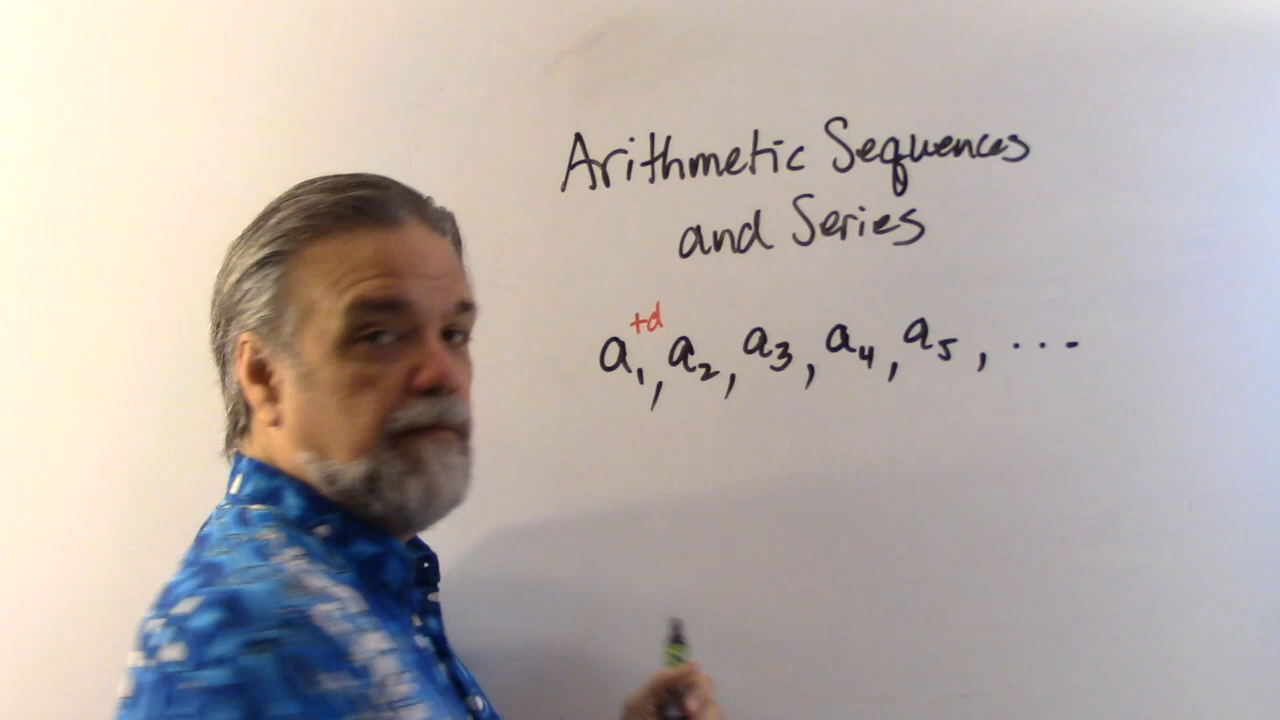 Arithmetic Sequences
and Series
+d
a₁, a₂, a₃, a₄, a₅, ...